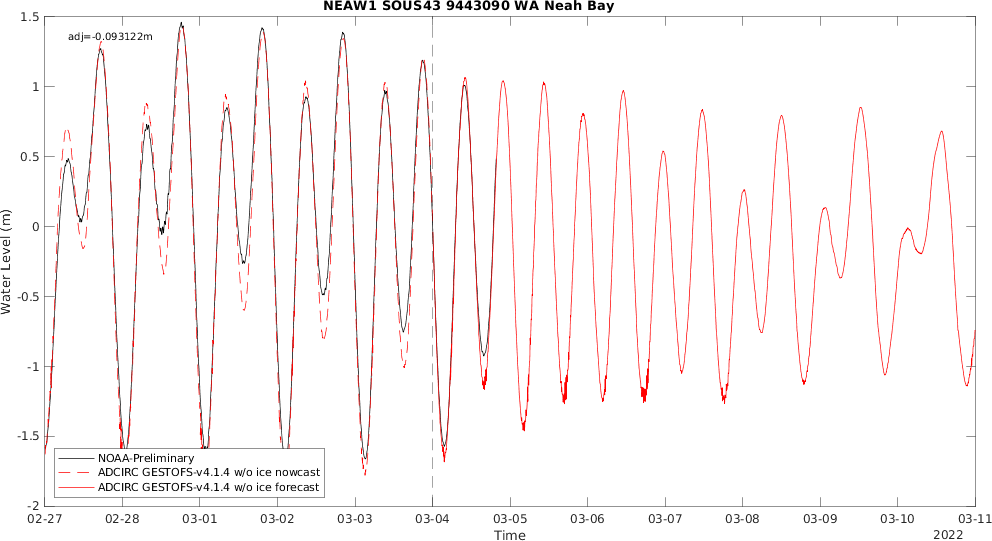 NEAW1 SOUS43 9443090 WA Neah Bay
adj=-0.093122m
1.5
1
0.5
0
-0.5
-1
-1.5
-2
Water Level (m)
NOAA-Preliminary
ADCIRC GESTOFS-v4.1.4 w/o ice nowcast
ADCIRC GESTOFS-v4.1.4 w/o ice forecast
02-27 02-28 03-01 03-02 03-03 03-04 03-05 03-06 03-07 03-08 03-09 03-10 03-11
Time
2022